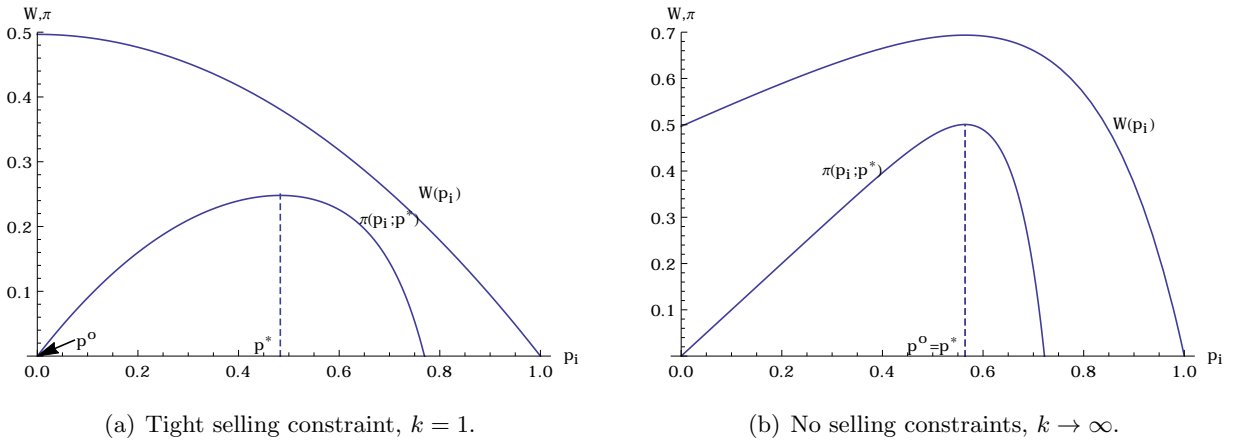 W,π
0.5
0.4
0.3
0.2
0.1
W(pᵢ)
π(pᵢ;p*)
pᵒ
p*
0.0 0.2 0.4 0.6 0.8 1.0 pᵢ
(a) Tight selling constraint, k = 1.
W,π
0.7
0.6
0.5
0.4
0.3
0.2
0.1
W(pᵢ)
π(pᵢ;p*)
pᵒ=p*
0.0 0.2 0.4 0.6 0.8 1.0 pᵢ
(b) No selling constraints, k → ∞.